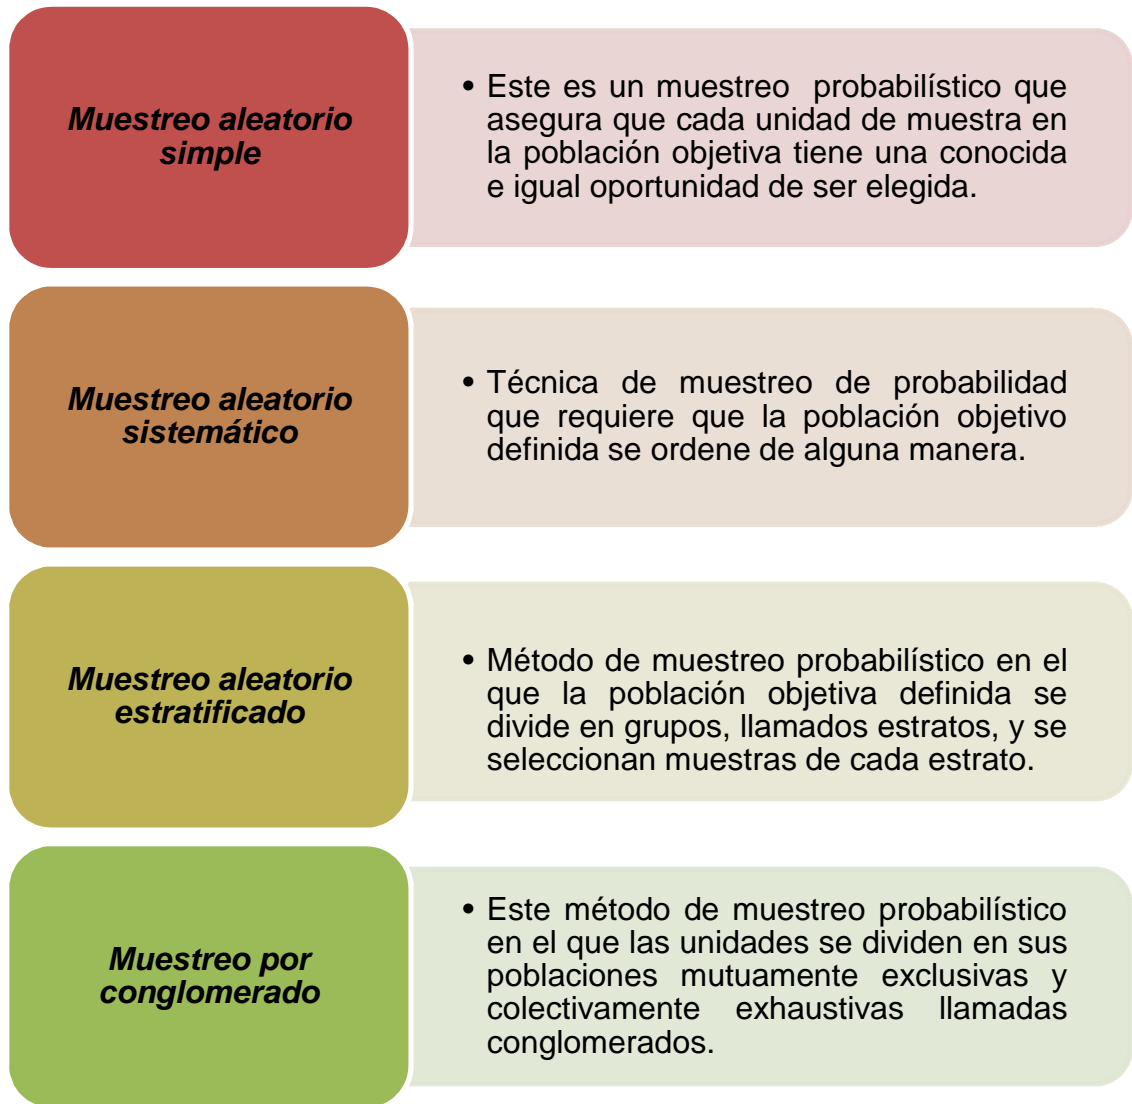 Muestreo aleatorio
simple
• Este es un muestreo probabilístico que
asegura que cada unidad de muestra en
la población objetiva tiene una conocida
e igual oportunidad de ser elegida.
Muestreo aleatorio
sistemático
• Técnica de muestreo de probabilidad
que requiere que la población objetivo
definida se ordene de alguna manera.
Muestreo aleatorio
estratificado
• Método de muestreo probabilístico en el
que la población objetiva definida se
divide en grupos, llamados estratos, y se
seleccionan muestras de cada estrato.
Muestreo por
conglomerado
• Este método de muestreo probabilístico
en el que las unidades se dividen en sus
poblaciones mutuamente exclusivas y
colectivamente exhaustivas llamadas
conglomerados.